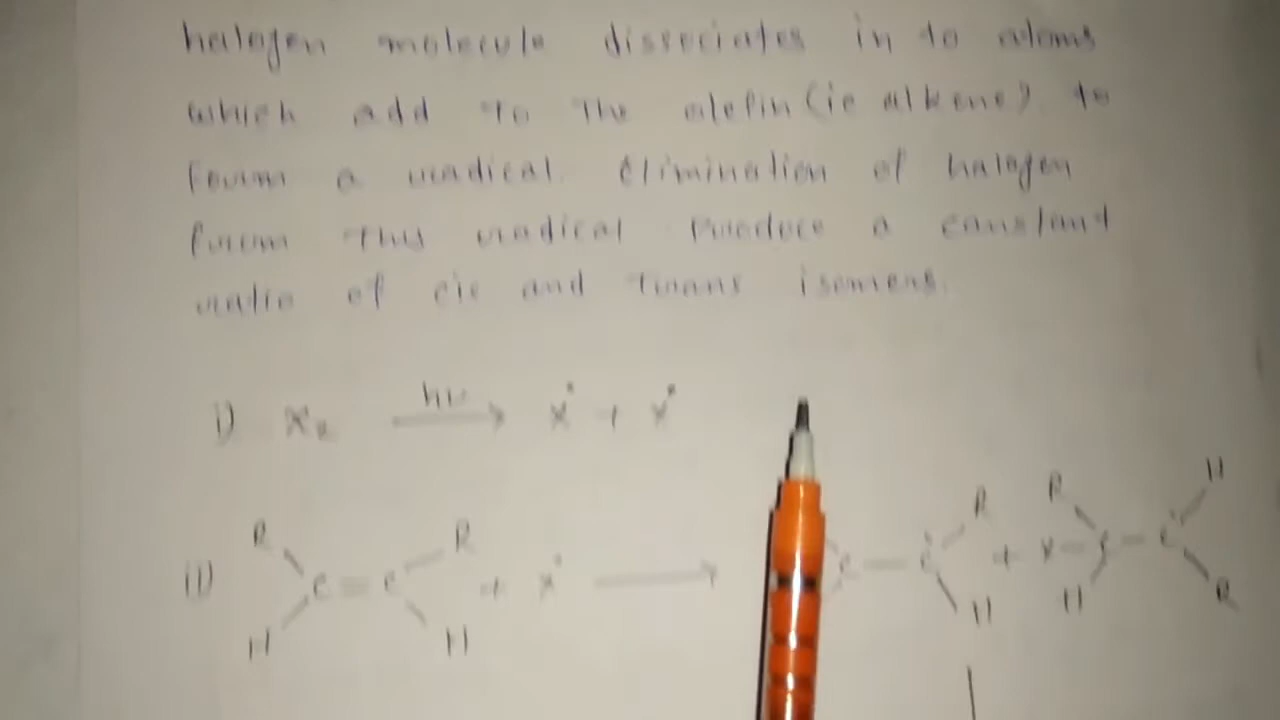 halogen molecule dissociates in to atoms
which add to the olefin (ie alkene) to
form a radical. Elimination of halogen
from this radical produce a constant
ratio of cis and trans isomers.
i) X₂ hν → X• + X•
R R R R H
ii) C = C + X• → C — C• + X — C — C•
H H H H R